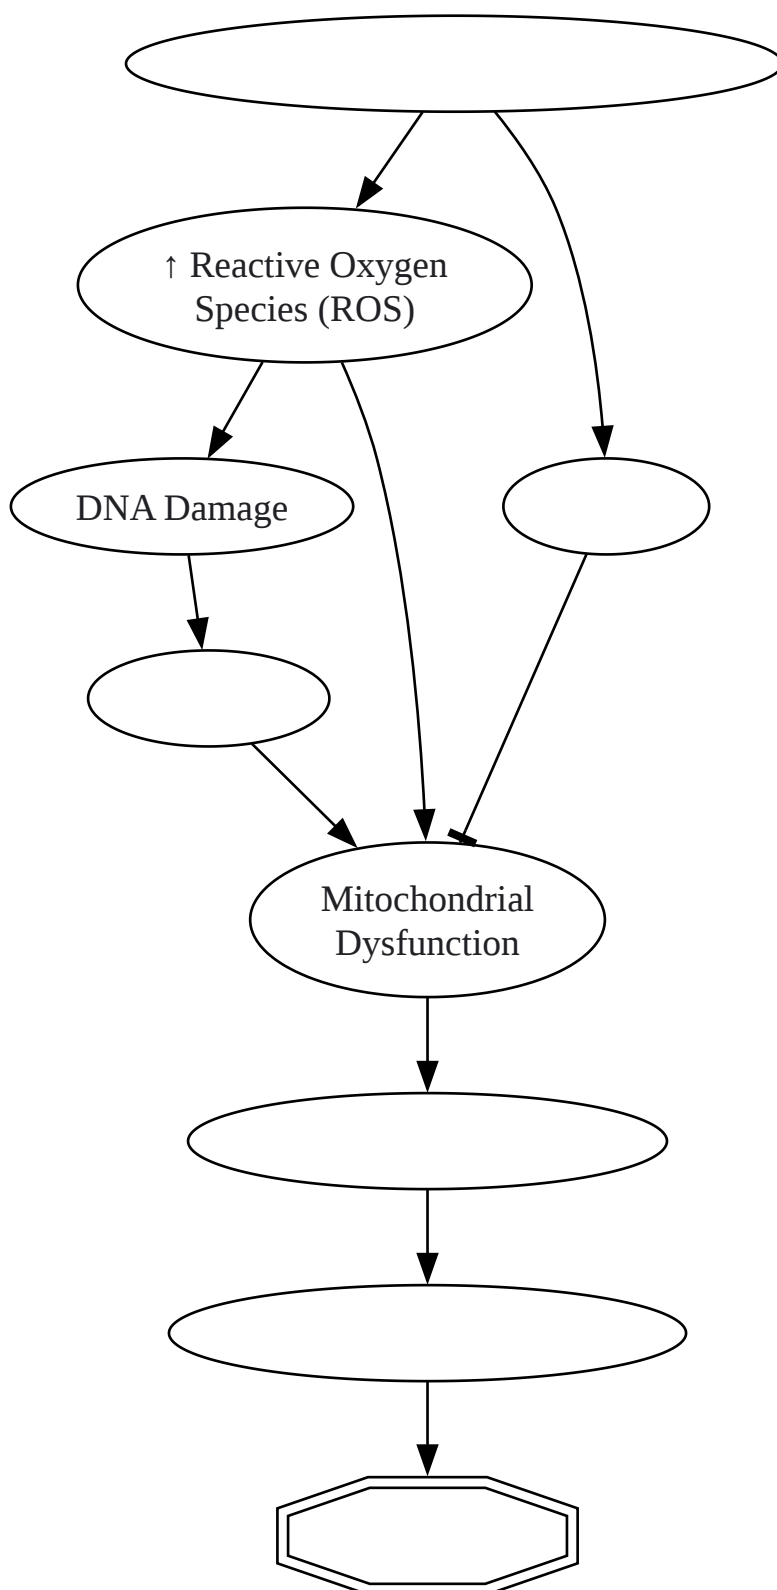 ↑ Reactive Oxygen
Species (ROS)
DNA Damage
Mitochondrial
Dysfunction